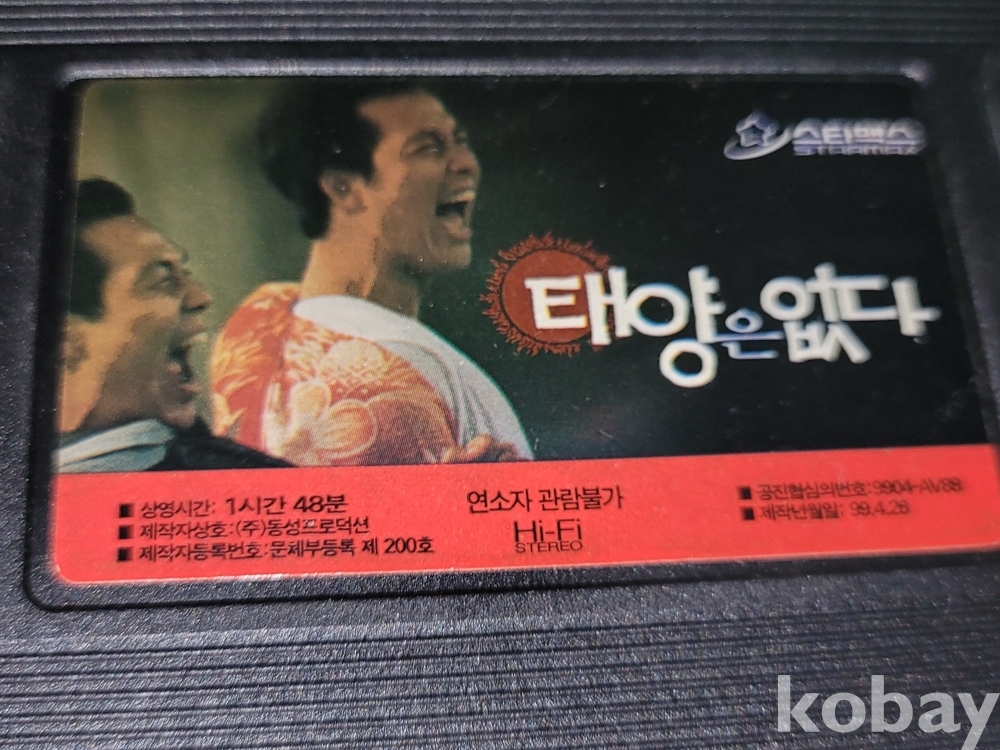 스타맥스
STARMAX
태양은 없다
■ 상영시간: 1시간 48분
■ 제작자상호: (주)동성프로덕션
■ 제작자등록번호: 문체부등록 제 200호
연소자 관람불가
Hi-Fi
STEREO
■ 공진협심의번호: 9904-AV88
■ 제작년월일: 99.4.26
kobay